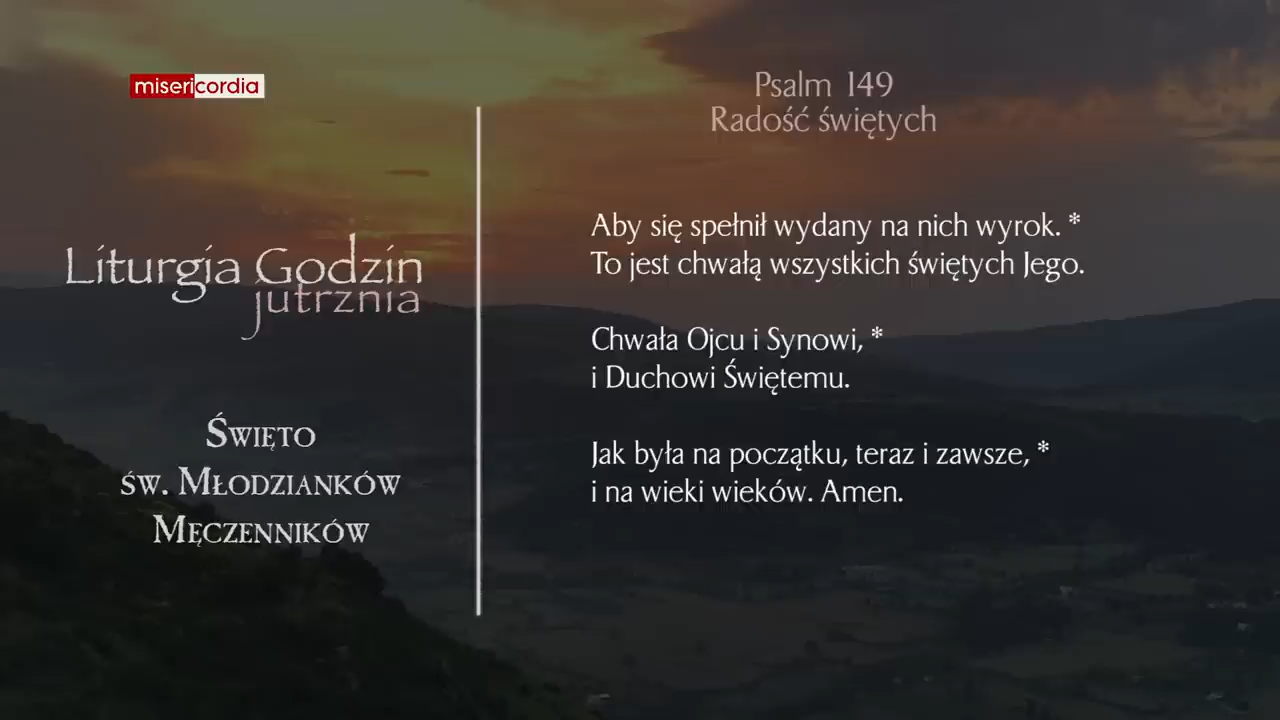 misericordia
Liturgia Godzin
jutrznia
Święto
św. Młodzianków
Męczenników
Psalm 149
Radość świętych
Aby się spełnił wydany na nich wyrok. *
To jest chwałą wszystkich świętych Jego.
Chwała Ojcu i Synowi, *
i Duchowi Świętemu.
Jak była na początku, teraz i zawsze, *
i na wieki wieków. Amen.